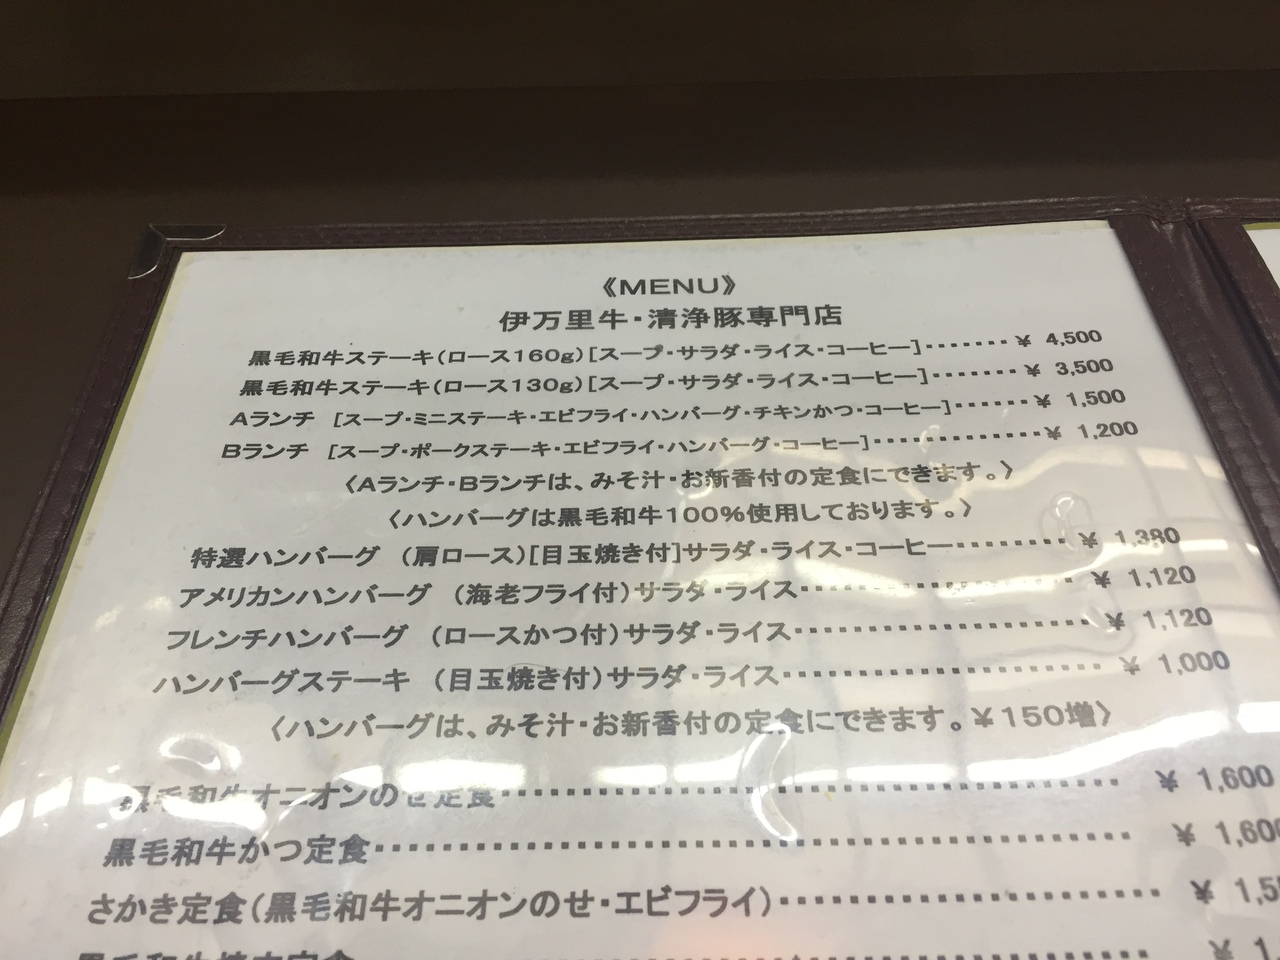 《MENU》
伊万里牛・清浄豚専門店
黒毛和牛ステーキ(ロース160g)[スープ・サラダ・ライス・コーヒー]・・・・・・・¥ 4,500
黒毛和牛ステーキ(ロース130g)[スープ・サラダ・ライス・コーヒー]・・・・・・・¥ 3,500
Aランチ [スープ・ミニステーキ・エビフライ・ハンバーグ・チキンかつ・コーヒー]・・・・・・¥ 1,500
Bランチ [スープ・ポークステーキ・エビフライ・ハンバーグ・コーヒー]・・・・・・・・・・・・・¥ 1,200
〈Aランチ・Bランチは、みそ汁・お新香付の定食にできます。〉
〈ハンバーグは黒毛和牛100%使用しております。〉
特選ハンバーグ (肩ロース)[目玉焼き付]サラダ・ライス・コーヒー・・・・・・・・¥ 1,380
アメリカンハンバーグ (海老フライ付)サラダ・ライス・・・・・・・・・・・・・・・・・・・・¥ 1,120
フレンチハンバーグ (ロースかつ付)サラダ・ライス・・・・・・・・・・・・・・・・・・・・・¥ 1,120
ハンバーグステーキ (目玉焼き付)サラダ・ライス・・・・・・・・・・・・・・・・・・・・・・¥ 1,000
〈ハンバーグは、みそ汁・お新香付の定食にできます。¥150増〉
黒毛和牛オニオンのせ定食・・・・・・・・・・・・・・・・・・・・・・・・・・・・・・・・・・・・・¥ 1,600
黒毛和牛かつ定食・・・・・・・・・・・・・・・・・・・・・・・・・・・・・・・・・・・・・・・・・・・・¥ 1,600
さかき定食(黒毛和牛オニオンのせ・エビフライ)・・・・・・・・・・・・・・・・・・・・・¥ 1,5